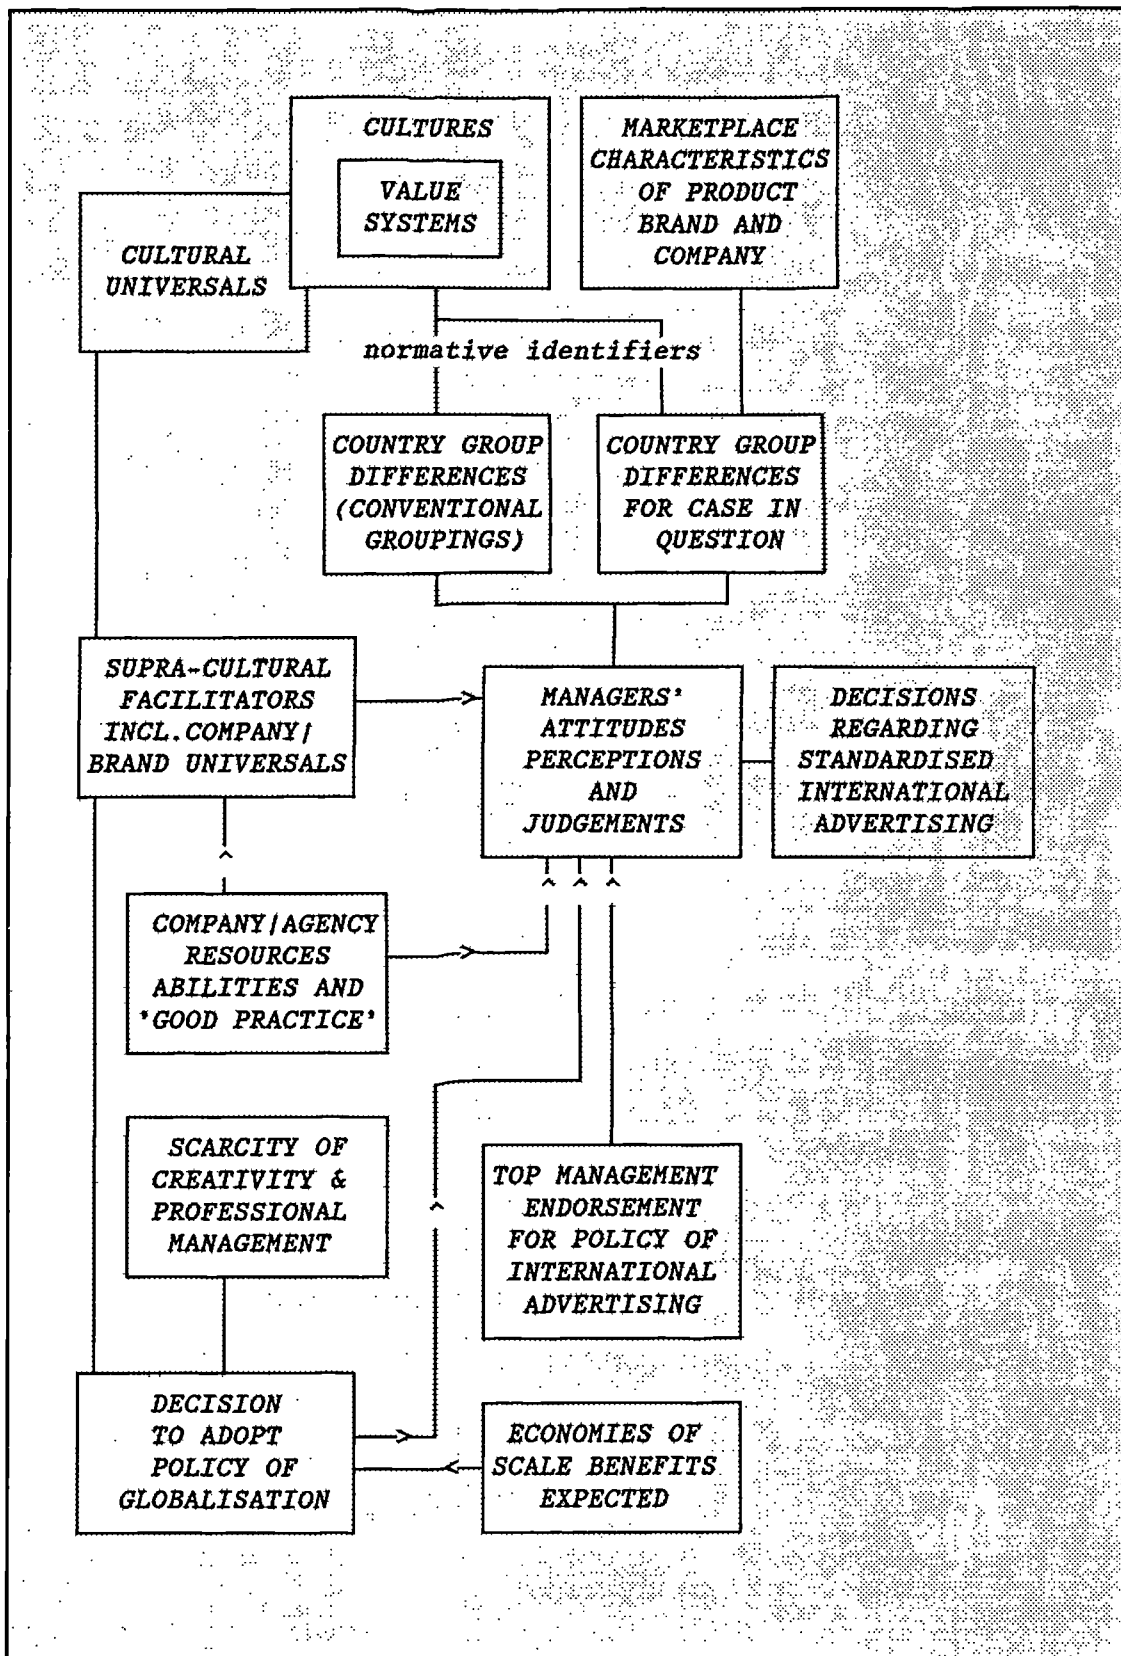 CULTURES
VALUE
SYSTEMS
MARKETPLACE
CHARACTERISTICS
OF PRODUCT
BRAND AND
COMPANY
CULTURAL
UNIVERSALS
normative identifiers
COUNTRY GROUP
DIFFERENCES
(CONVENTIONAL
GROUPINGS)
COUNTRY GROUP
DIFFERENCES
FOR CASE IN
QUESTION
SUPRA-CULTURAL
FACILITATORS
INCL.COMPANY/
BRAND UNIVERSALS
MANAGERS'
ATTITUDES
PERCEPTIONS
AND
JUDGEMENTS
DECISIONS
REGARDING
STANDARDISED
INTERNATIONAL
ADVERTISING
COMPANY/AGENCY
RESOURCES
ABILITIES AND
'GOOD PRACTICE'
SCARCITY OF
CREATIVITY &
PROFESSIONAL
MANAGEMENT
TOP MANAGEMENT
ENDORSEMENT
FOR POLICY OF
INTERNATIONAL
ADVERTISING
DECISION
TO ADOPT
POLICY OF
GLOBALISATION
ECONOMIES OF
SCALE BENEFITS
EXPECTED